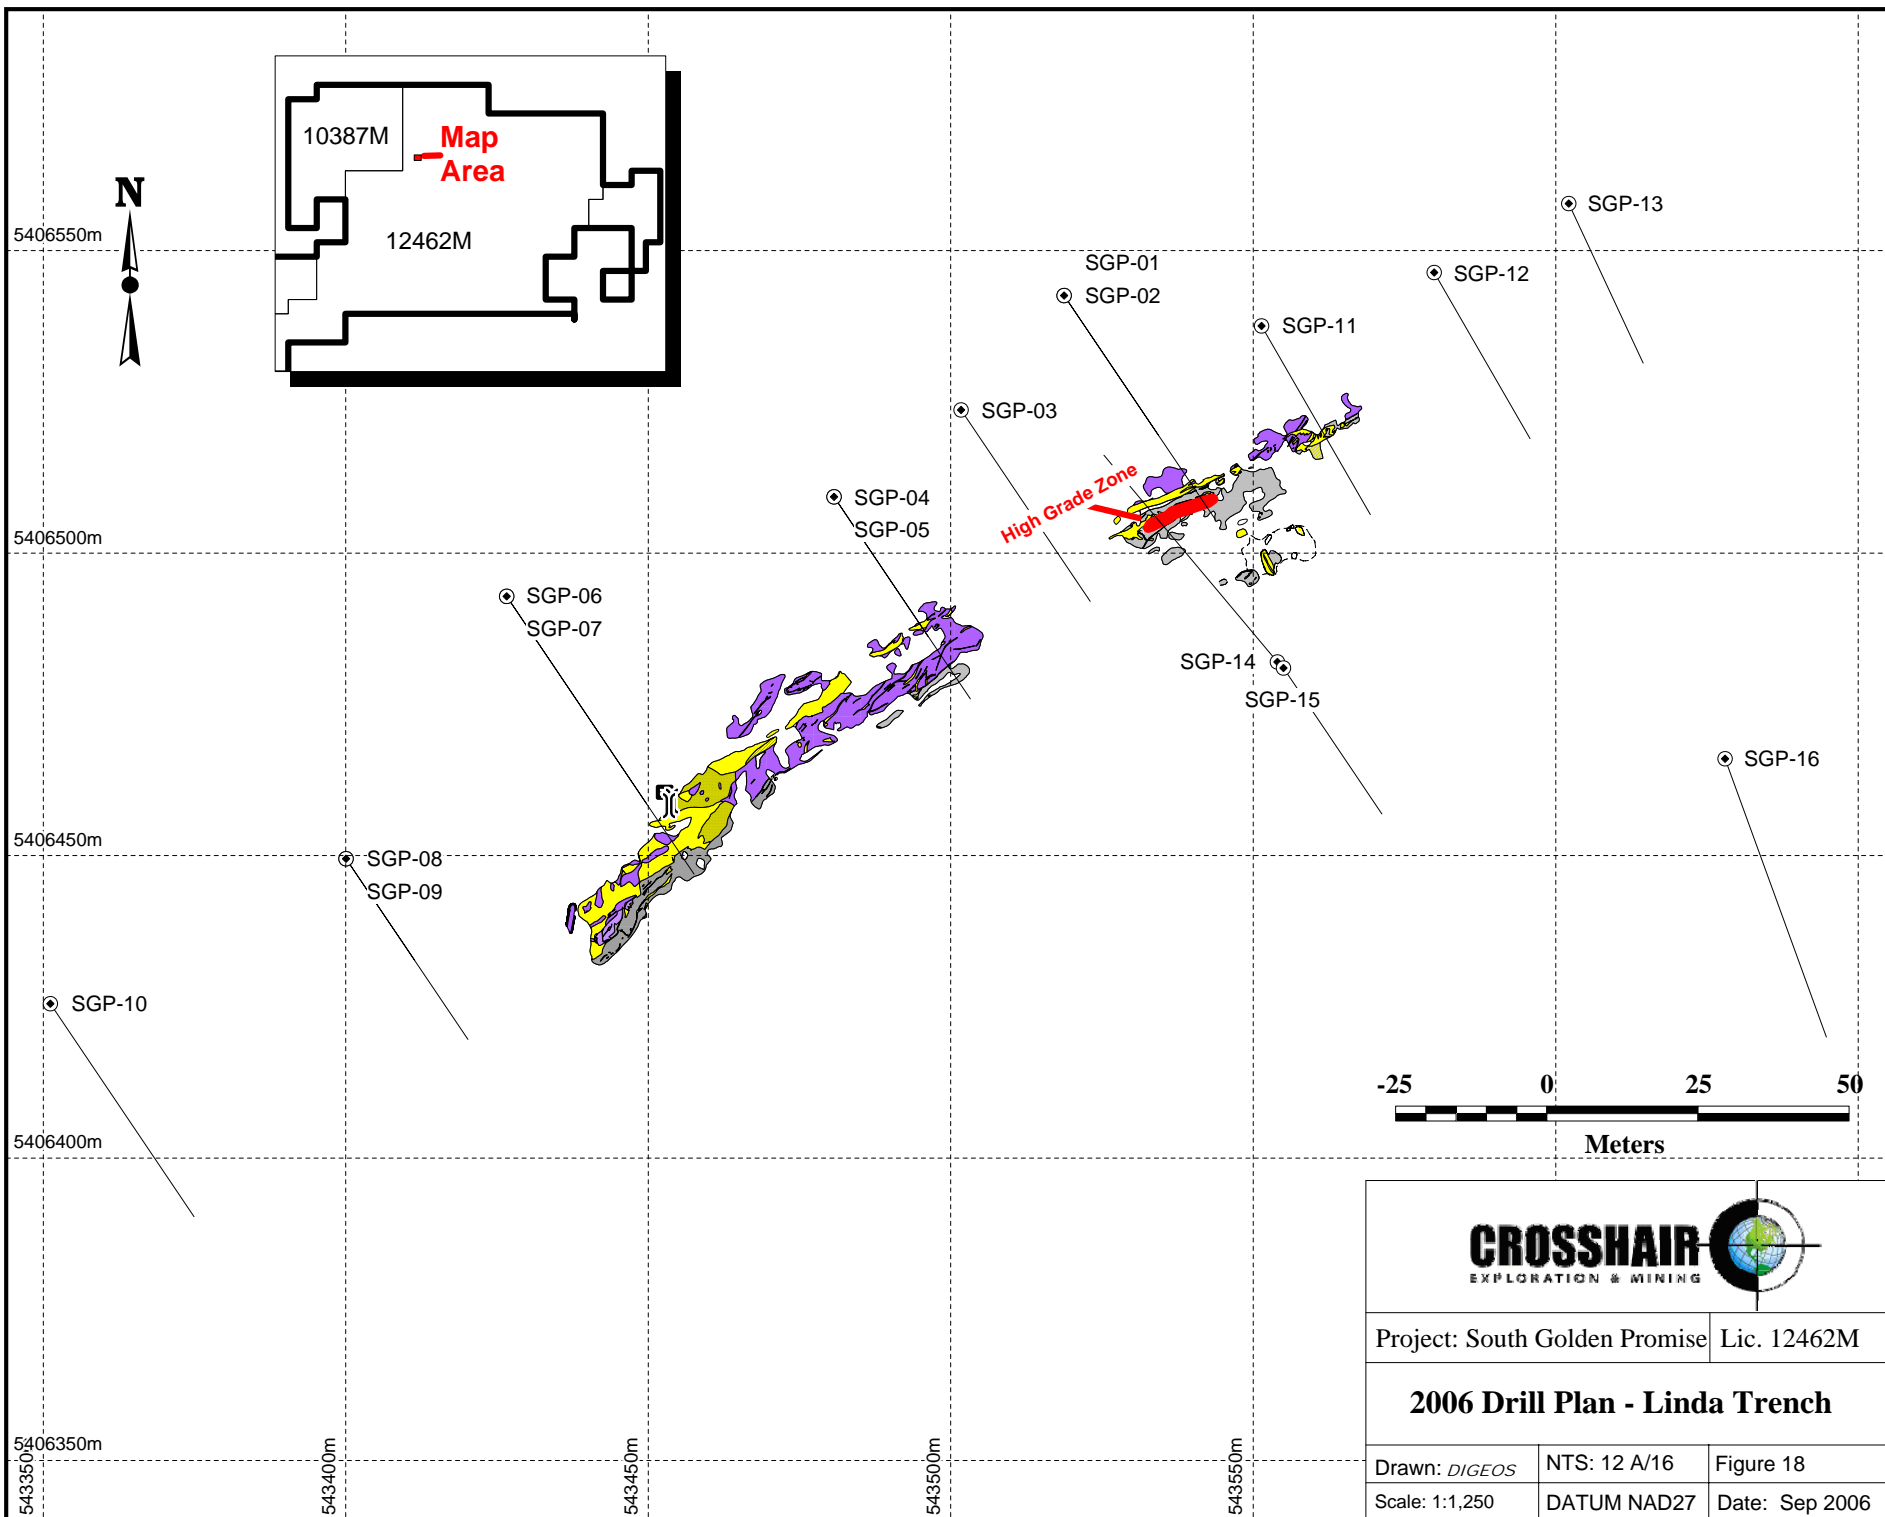 10387M
Map
Area
12462M
N
5406550m
SGP-13
SGP-01
SGP-02
SGP-12
SGP-11
SGP-03
High Grade Zone
SGP-04
SGP-05
5406500m
SGP-06
SGP-07
SGP-14
SGP-15
SGP-16
5406450m
SGP-08
SGP-09
SGP-10
-25 0 25 50
Meters
5406400m
CROSSHAIR
EXPLORATION & MINING
Project: South Golden Promise Lic. 12462M
2006 Drill Plan - Linda Trench
5406350m
543350m 543400m 543450m 543500m 543550m
Drawn: DIGEOS NTS: 12 A/16 Figure 18
Scale: 1:1,250 DATUM NAD27 Date: Sep 2006